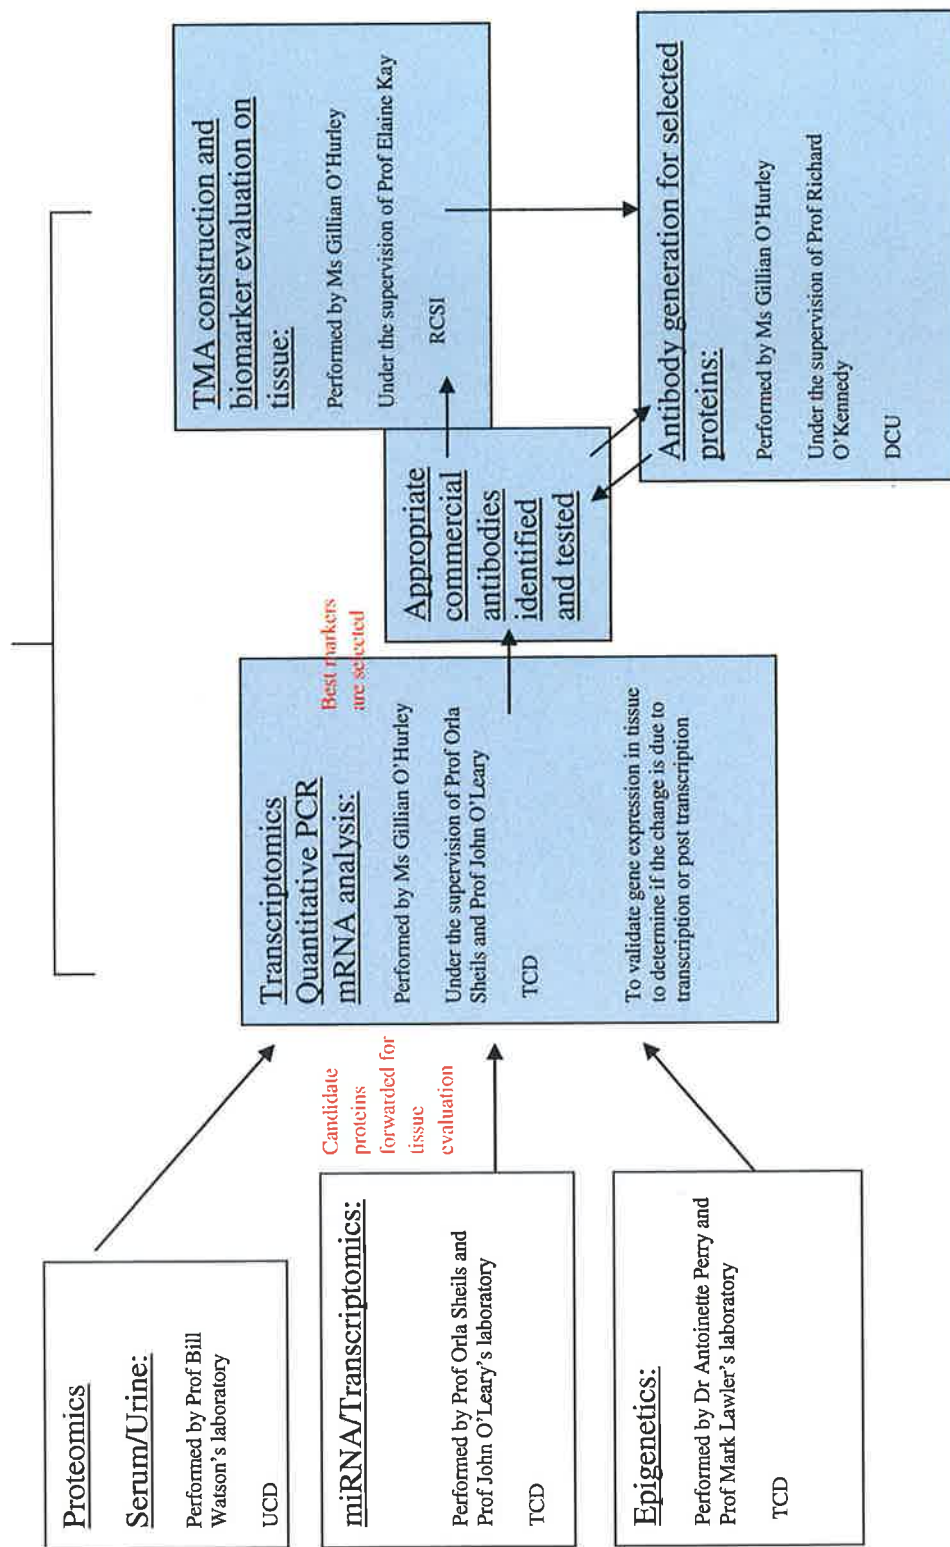 Proteomics
Serum/Urine:
Performed by Prof Bill
Watson's laboratory
UCD
miRNA/Transcriptomics:
Performed by Prof Orla Sheils and
Prof John O'Leary's laboratory
TCD
Epigenetics:
Performed by Dr Antoinette Perry and
Prof Mark Lawler's laboratory
TCD
Candidate
proteins
forwarded for
tissue
evaluation
Transcriptomics
Quantitative PCR
mRNA analysis:
Performed by Ms Gillian O'Hurley
Under the supervision of Prof Orla
Sheils and Prof John O'Leary
TCD
To validate gene expression in tissue
to determine if the change is due to
transcription or post transcription
Best markers
are selected
Appropriate
commercial
antibodies
identified
and tested
TMA construction and
biomarker evaluation on
tissue:
Performed by Ms Gillian O'Hurley
Under the supervision of Prof Elaine Kay
RCSI
Antibody generation for selected
proteins:
Performed by Ms Gillian O'Hurley
Under the supervision of Prof Richard
O'Kennedy
DCU